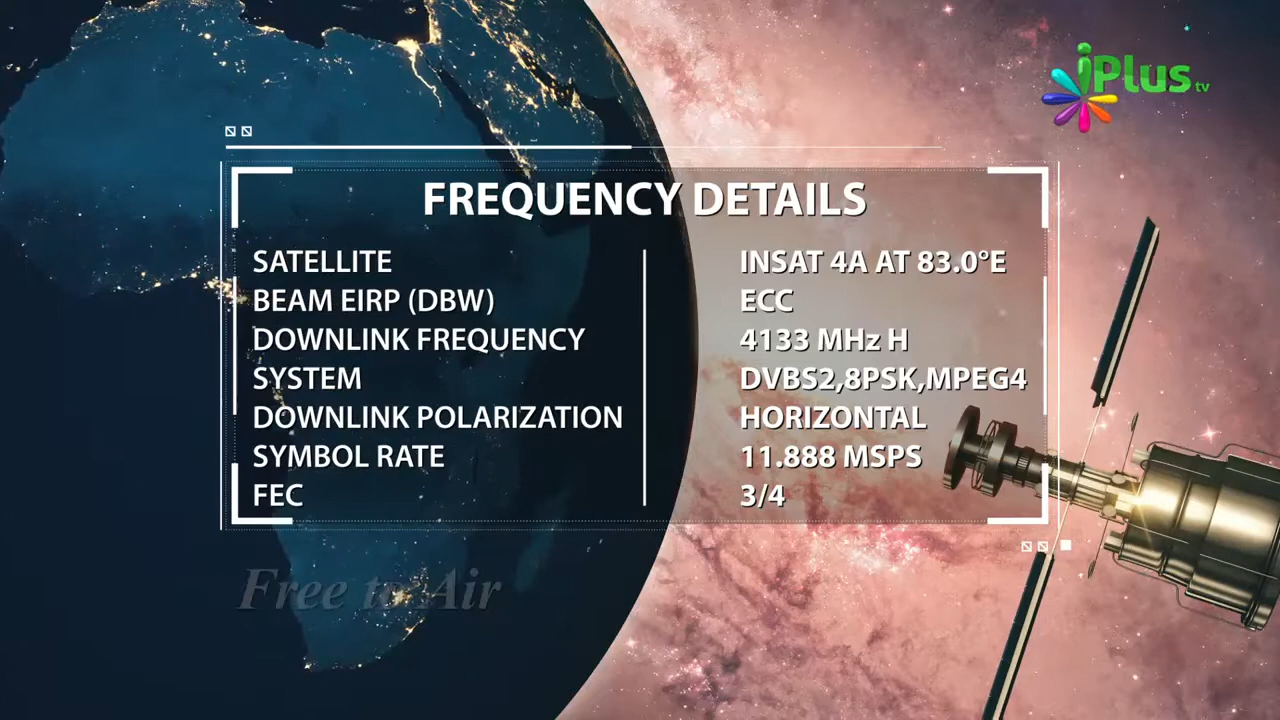 iPlus tv
FREQUENCY DETAILS
SATELLITE INSAT 4A AT 83.0°E
BEAM EIRP (DBW) ECC
DOWNLINK FREQUENCY 4133 MHz H
SYSTEM DVBS2,8PSK,MPEG4
DOWNLINK POLARIZATION HORIZONTAL
SYMBOL RATE 11.888 MSPS
FEC 3/4
Free to Air